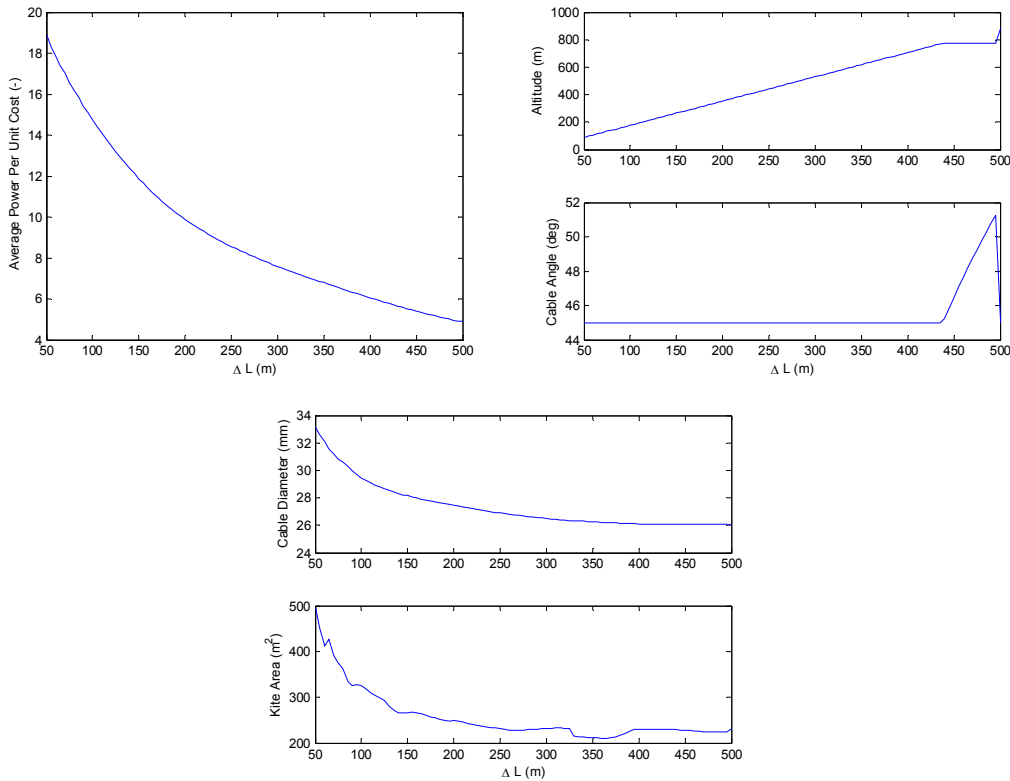 20
18
16
14
12
10
8
6
4
Average Power Per Unit Cost (-)
50 100 150 200 250 300 350 400 450 500
Δ L (m)
1000
800
600
400
200
0
Altitude (m)
50 100 150 200 250 300 350 400 450 500
52
50
48
46
44
Cable Angle (deg)
50 100 150 200 250 300 350 400 450 500
Δ L (m)
34
32
30
28
26
24
Cable Diameter (mm)
50 100 150 200 250 300 350 400 450 500
500
400
300
200
Kite Area (m²)
50 100 150 200 250 300 350 400 450 500
Δ L (m)